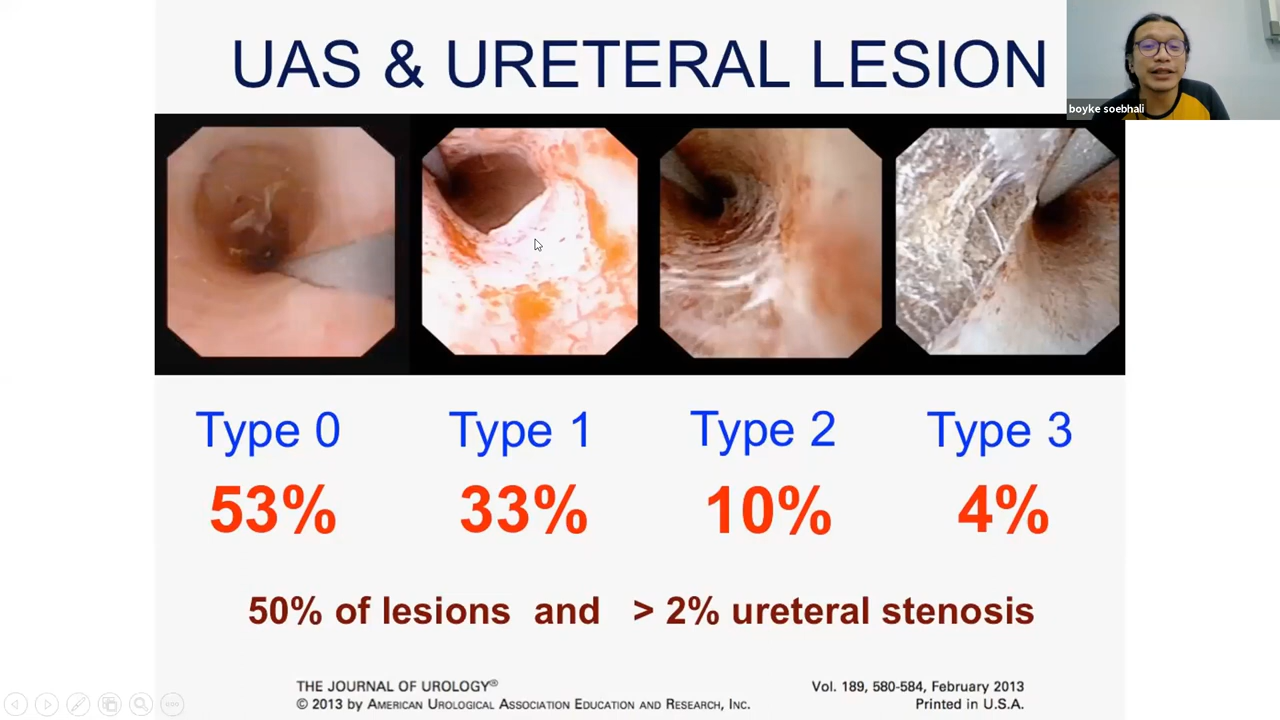 UAS & URETERAL LESION
boyke soebhali
Type 0 Type 1 Type 2 Type 3
53% 33% 10% 4%
50% of lesions and > 2% ureteral stenosis
THE JOURNAL OF UROLOGY® Vol. 189, 580-584, February 2013
© 2013 by AMERICAN UROLOGICAL ASSOCIATION EDUCATION AND RESEARCH, INC. Printed in U.S.A.